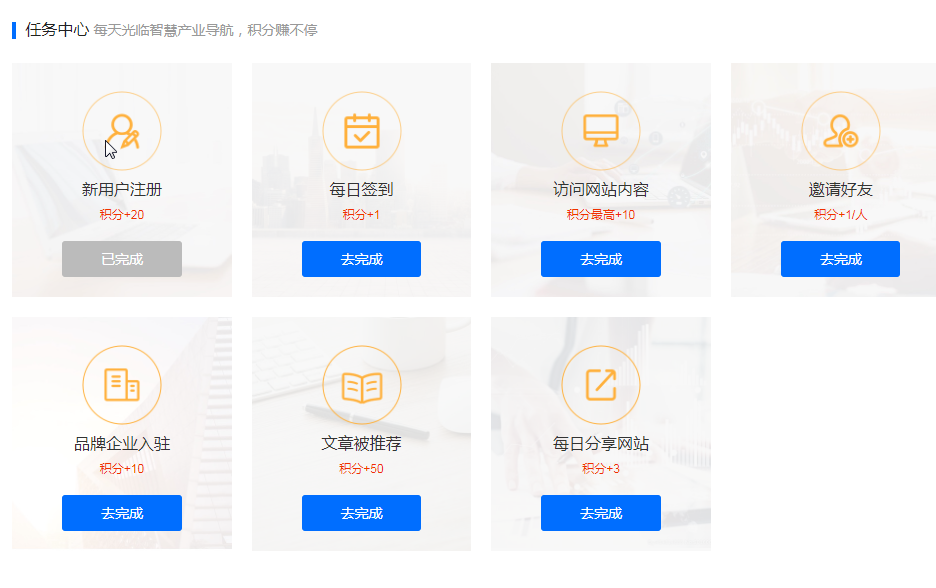 任务中心 每天光临智慧产业导航，积分赚不停
新用户注册
积分+20
已完成
每日签到
积分+1
去完成
访问网站内容
积分最高+10
去完成
邀请好友
积分+1/人
去完成
品牌企业入驻
积分+10
去完成
文章被推荐
积分+50
去完成
每日分享网站
积分+3
去完成